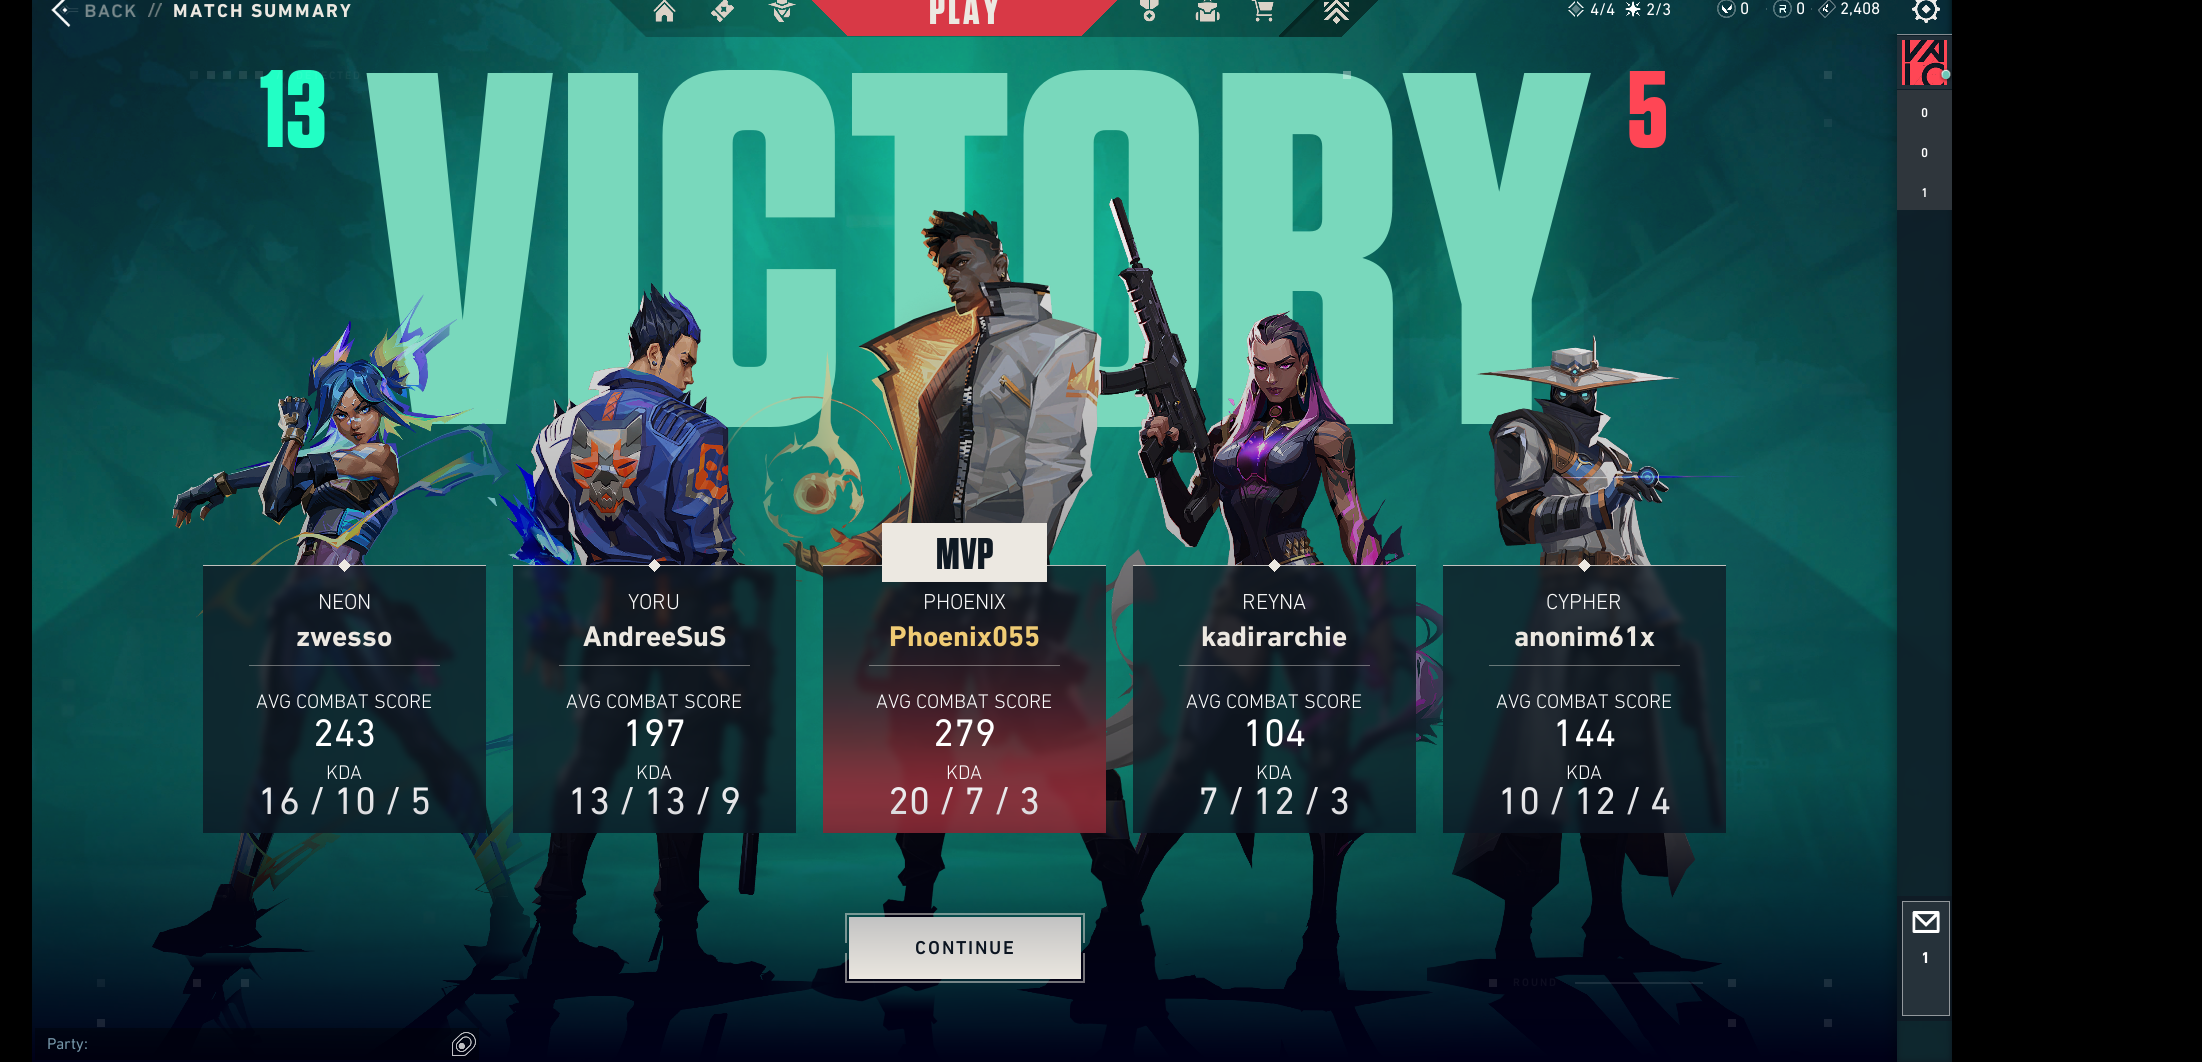 BACK // MATCH SUMMARY
PLAY
4/4 2/3 0 0 2,408
13 VICTORY 5
0
0
1
MVP
NEON
zwesso
AVG COMBAT SCORE
243
KDA
16 / 10 / 5
YORU
AndreeSuS
AVG COMBAT SCORE
197
KDA
13 / 13 / 9
PHOENIX
Phoenix055
AVG COMBAT SCORE
279
KDA
20 / 7 / 3
REYNA
kadirarchie
AVG COMBAT SCORE
104
KDA
7 / 12 / 3
CYPHER
anonim61x
AVG COMBAT SCORE
144
KDA
10 / 12 / 4
CONTINUE
1
ROUND
Party: